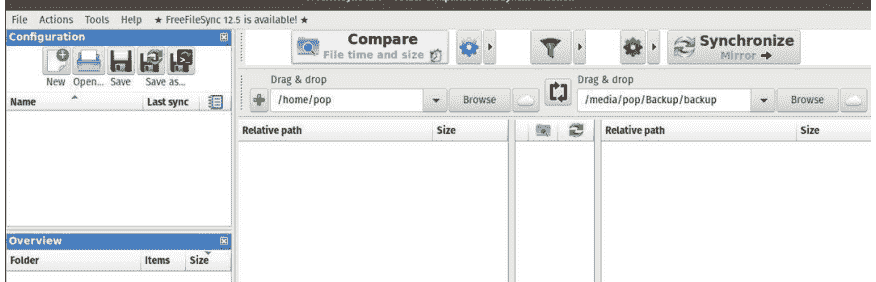 File Actions Tools Help ★ FreeFileSync 12.5 is available! ★
Configuration
New Open... Save Save as...
Name Last sync
Compare
File time and size
Synchronize
Mirror →
Drag & drop
/home/pop Browse
Drag & drop
/media/pop/Backup/backup Browse
Relative path Size
Relative path Size
Overview
Folder Items Size